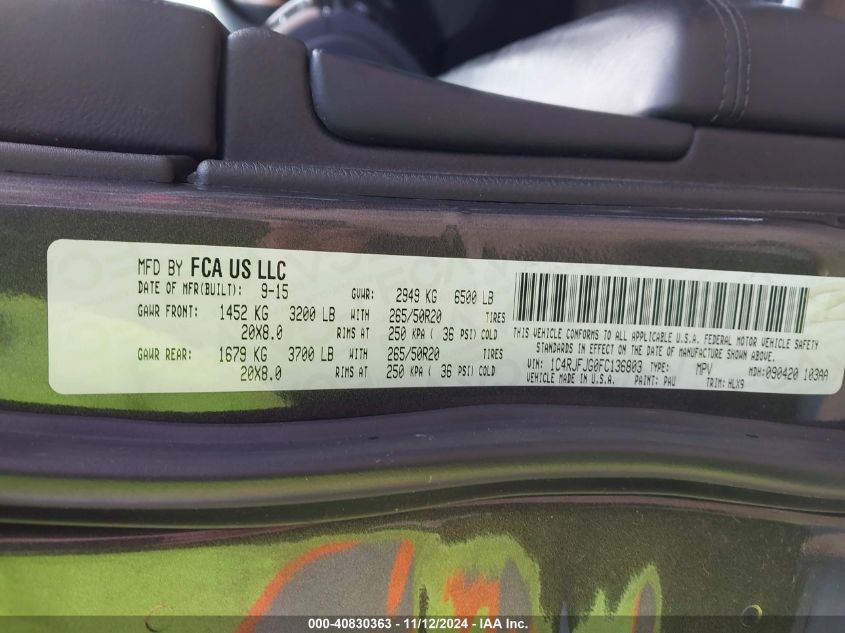 MFD BY FCA US LLC
DATE OF MFR(BUILT): 9-15 GVWR: 2949 KG 6500 LB
GAWR FRONT: 1452 KG 3200 LB WITH 265/50R20 TIRES
20X8.0 RIMS AT 250 KPA ( 36 PSI) COLD
GAWR REAR: 1679 KG 3700 LB WITH 265/50R20 TIRES
20X8.0 RIMS AT 250 KPA ( 36 PSI) COLD
THIS VEHICLE CONFORMS TO ALL APPLICABLE U.S.A. FEDERAL MOTOR VEHICLE SAFETY
STANDARDS IN EFFECT ON THE DATE OF MANUFACTURE SHOWN ABOVE.
VIN: 1C4RJFJG0FC136803 TYPE: MPV MDH: 090420 103AA
VEHICLE MADE IN U.S.A. PAINT: PAU TRIM: HLX9
000-40830363 - 11/12/2024 - IAA Inc.